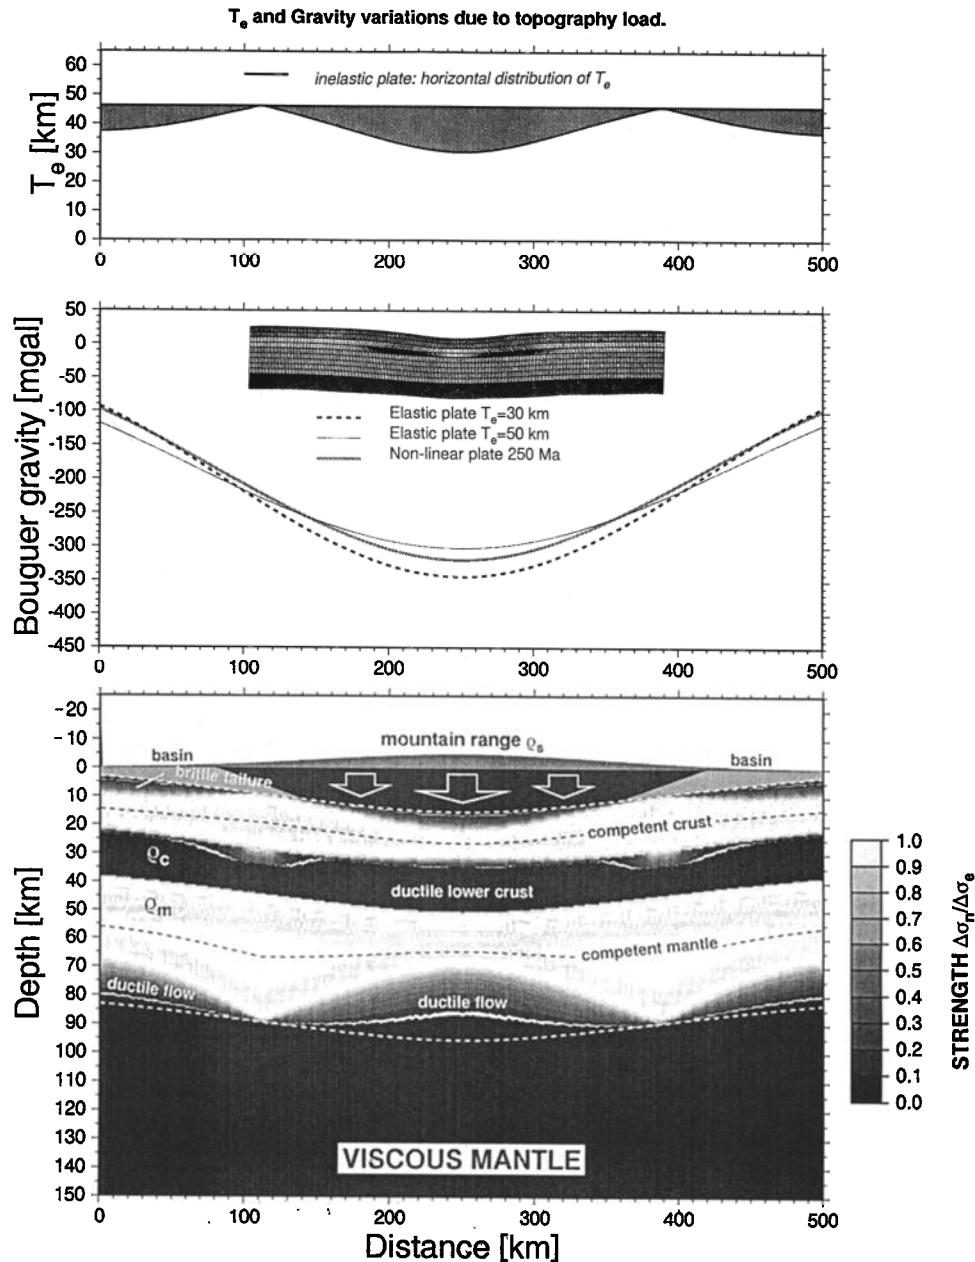 Te and Gravity variations due to topography load.
60
50
40
30
20
10
0
Te [km]
inelastic plate: horizontal distribution of Te
0 100 200 300 400 500
50
0
-50
-100
-150
-200
-250
-300
-350
-400
-450
Bouguer gravity [mgal]
Elastic plate Te=30 km
Elastic plate Te=50 km
Non-linear plate 250 Ma
0 100 200 300 400 500
-20
-10
0
10
20
30
40
50
60
70
80
90
100
110
120
130
140
150
Depth [km]
mountain range ϱs
basin
basin
brittle failure
competent crust
ϱc
ductile lower crust
ϱm
competent mantle
ductile flow
ductile flow
VISCOUS MANTLE
0 100 200 300 400 500
Distance [km]
1.0
0.9
0.8
0.7
0.6
0.5
0.4
0.3
0.2
0.1
0.0
STRENGTH Δσn/Δσe